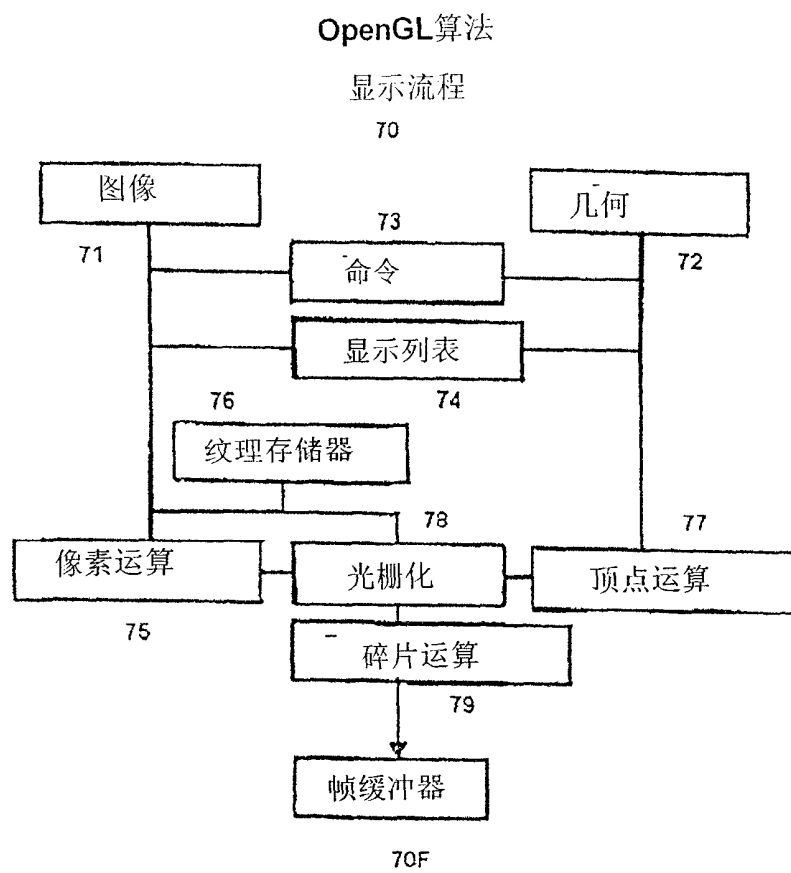 OpenGL算法
显示流程
70
图像
几何
73
71
命令
72
显示列表
76
74
纹理存储器
78
77
像素运算
光栅化
顶点运算
75
碎片运算
79
帧缓冲器
70F